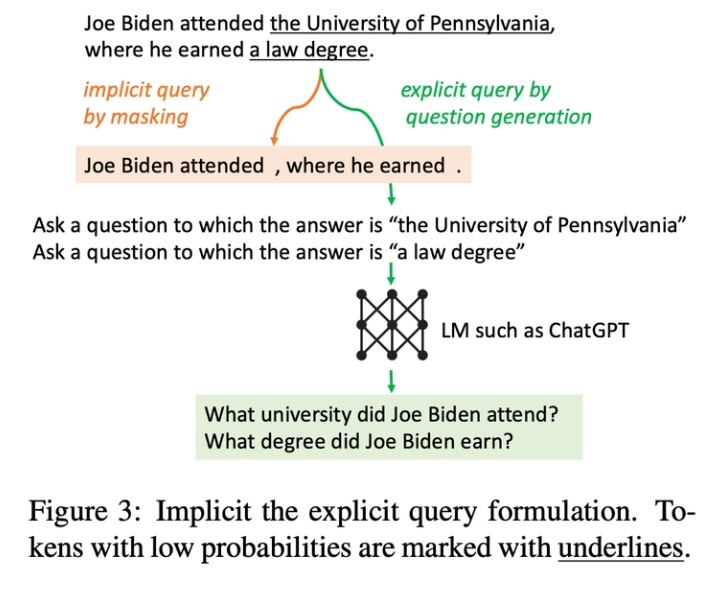 Joe Biden attended the University of Pennsylvania,
where he earned a law degree.
implicit query
by masking
explicit query by
question generation
Joe Biden attended , where he earned .
Ask a question to which the answer is “the University of Pennsylvania”
Ask a question to which the answer is “a law degree”
LM such as ChatGPT
What university did Joe Biden attend?
What degree did Joe Biden earn?
Figure 3: Implicit the explicit query formulation. To-
kens with low probabilities are marked with underlines.